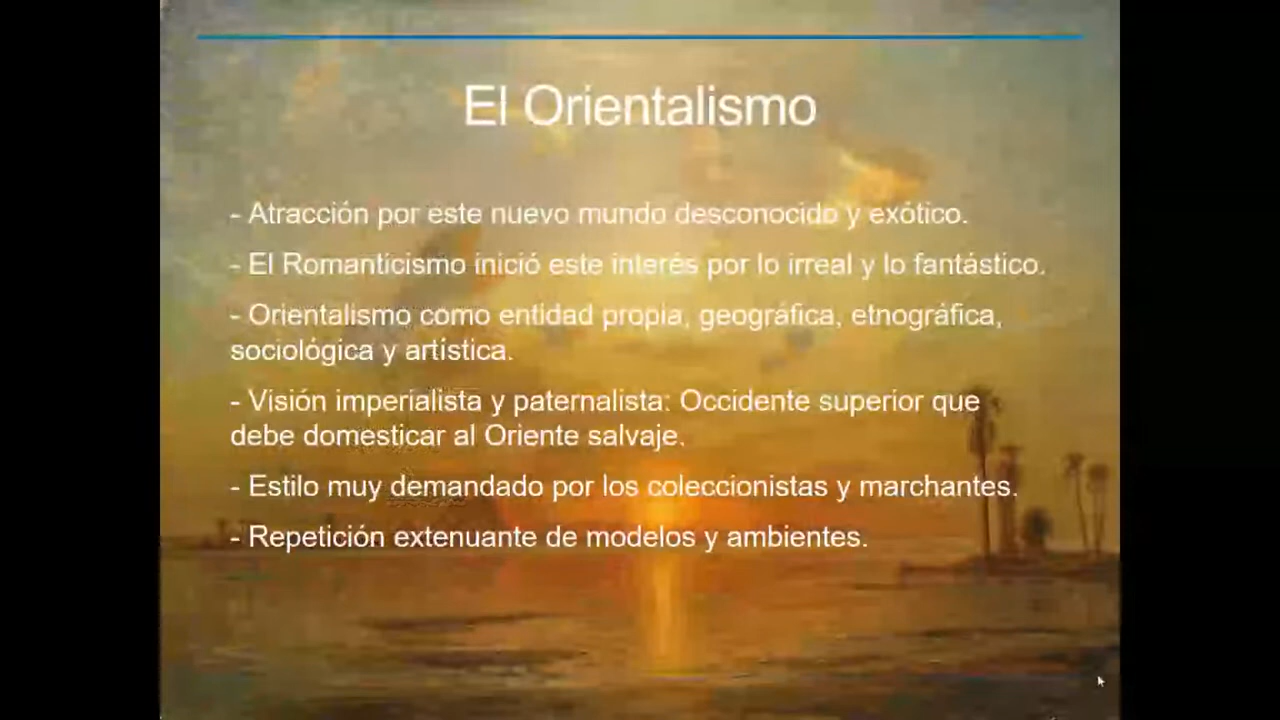 El Orientalismo
- Atracción por este nuevo mundo desconocido y exótico.
- El Romanticismo inició este interés por lo irreal y lo fantástico.
- Orientalismo como entidad propia, geográfica, etnográfica,
sociológica y artística.
- Visión imperialista y paternalista: Occidente superior que
debe domesticar al Oriente salvaje.
- Estilo muy demandado por los coleccionistas y marchantes.
- Repetición extenuante de modelos y ambientes.